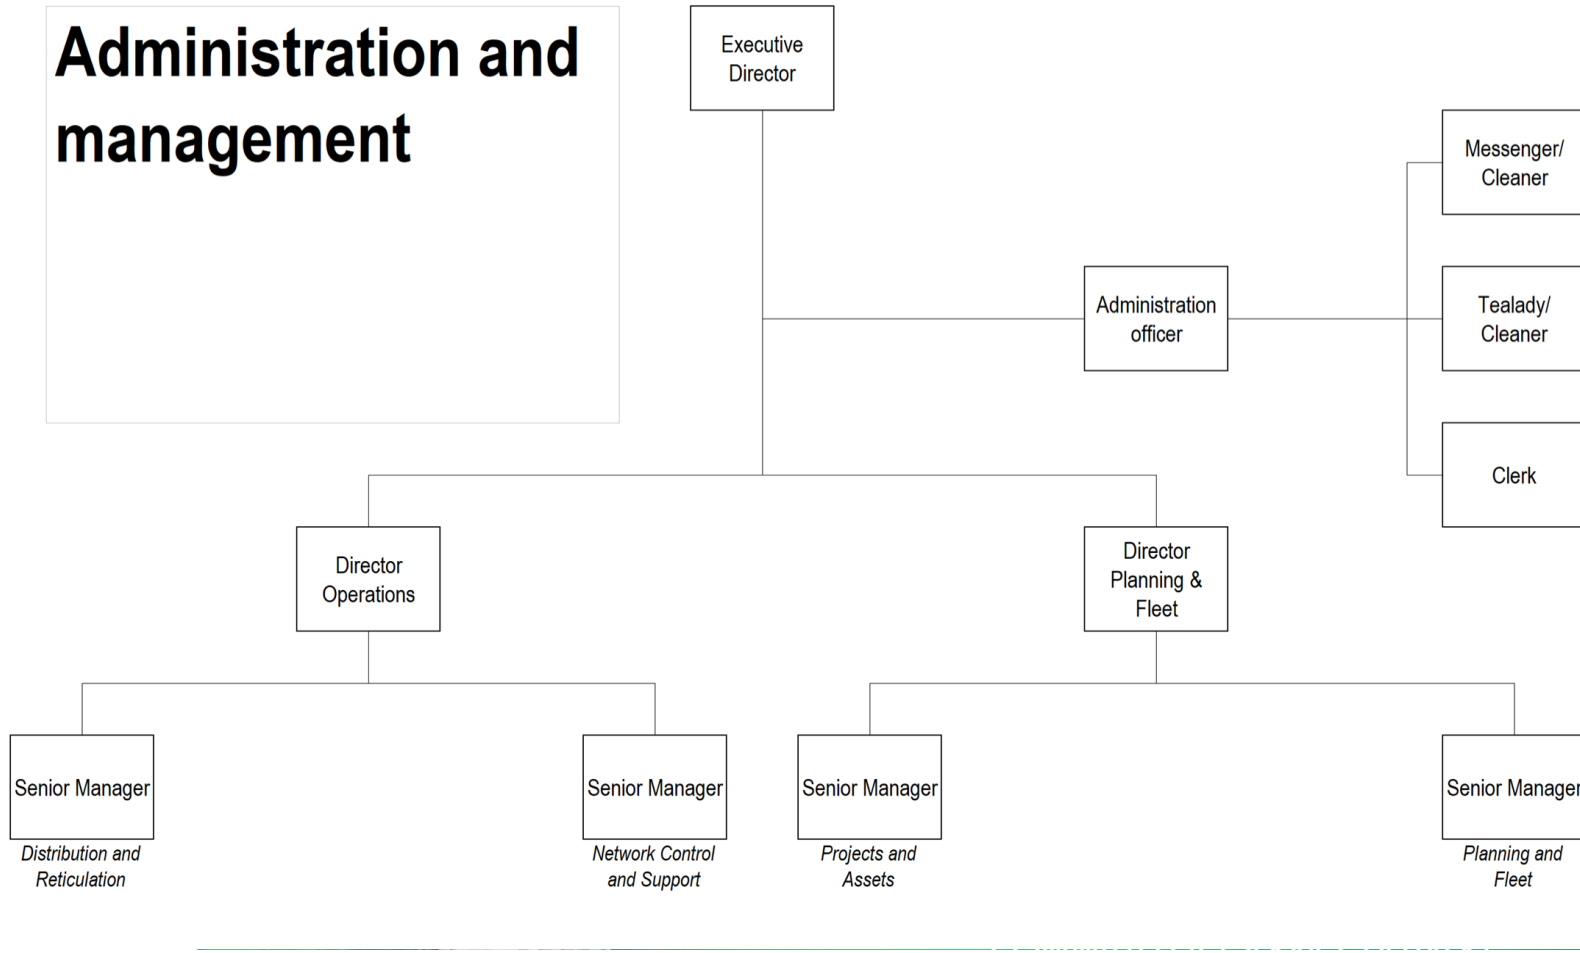 Administration and
management
Executive
Director
Messenger/
Cleaner
Administration
officer
Tealady/
Cleaner
Clerk
Director
Operations
Director
Planning &
Fleet
Senior Manager
Distribution and
Reticulation
Senior Manager
Network Control
and Support
Senior Manager
Projects and
Assets
Senior Manager
Planning and
Fleet